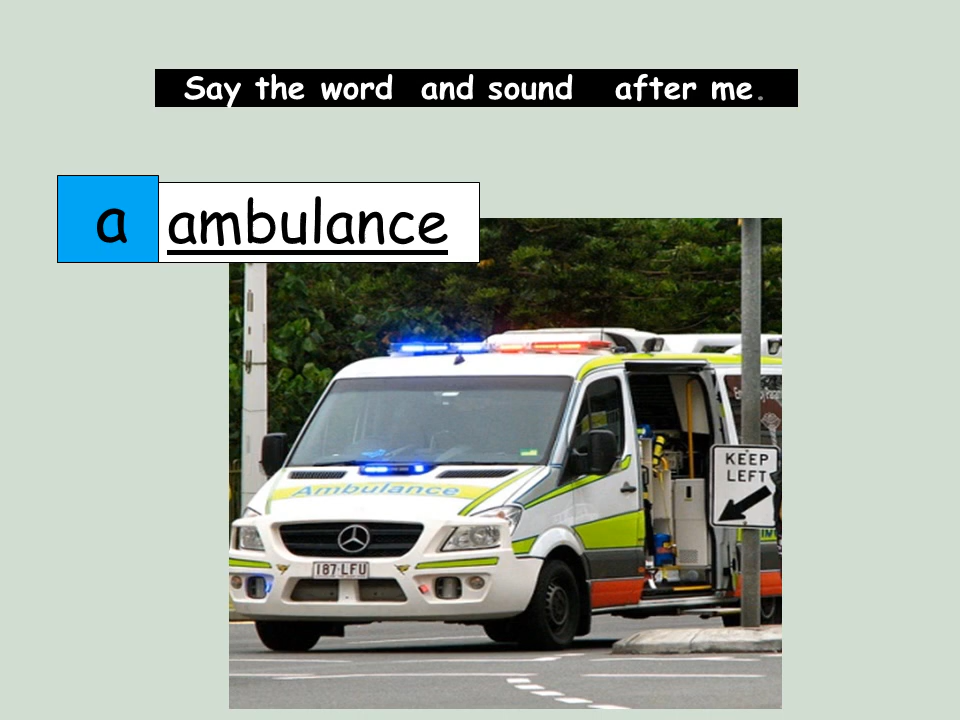 Say the word and sound after me.
a
ambulance
Ambulance
KEEP
LEFT
187·LFU